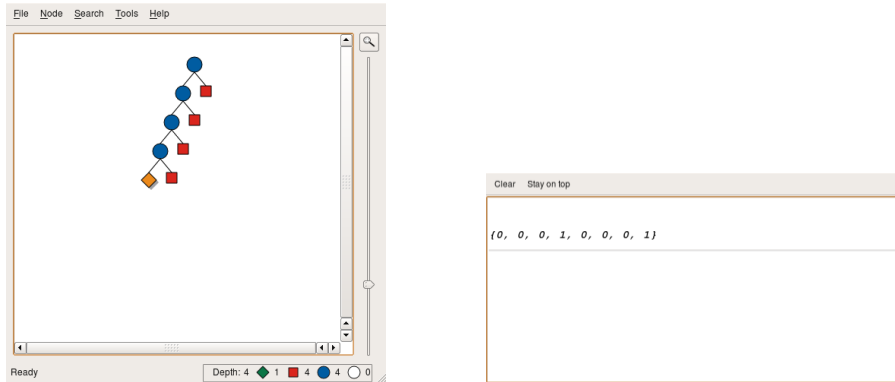 File Node Search Tools Help
Ready Depth: 4 1 4 4 0
Clear Stay on top
{0, 0, 0, 1, 0, 0, 0, 1}